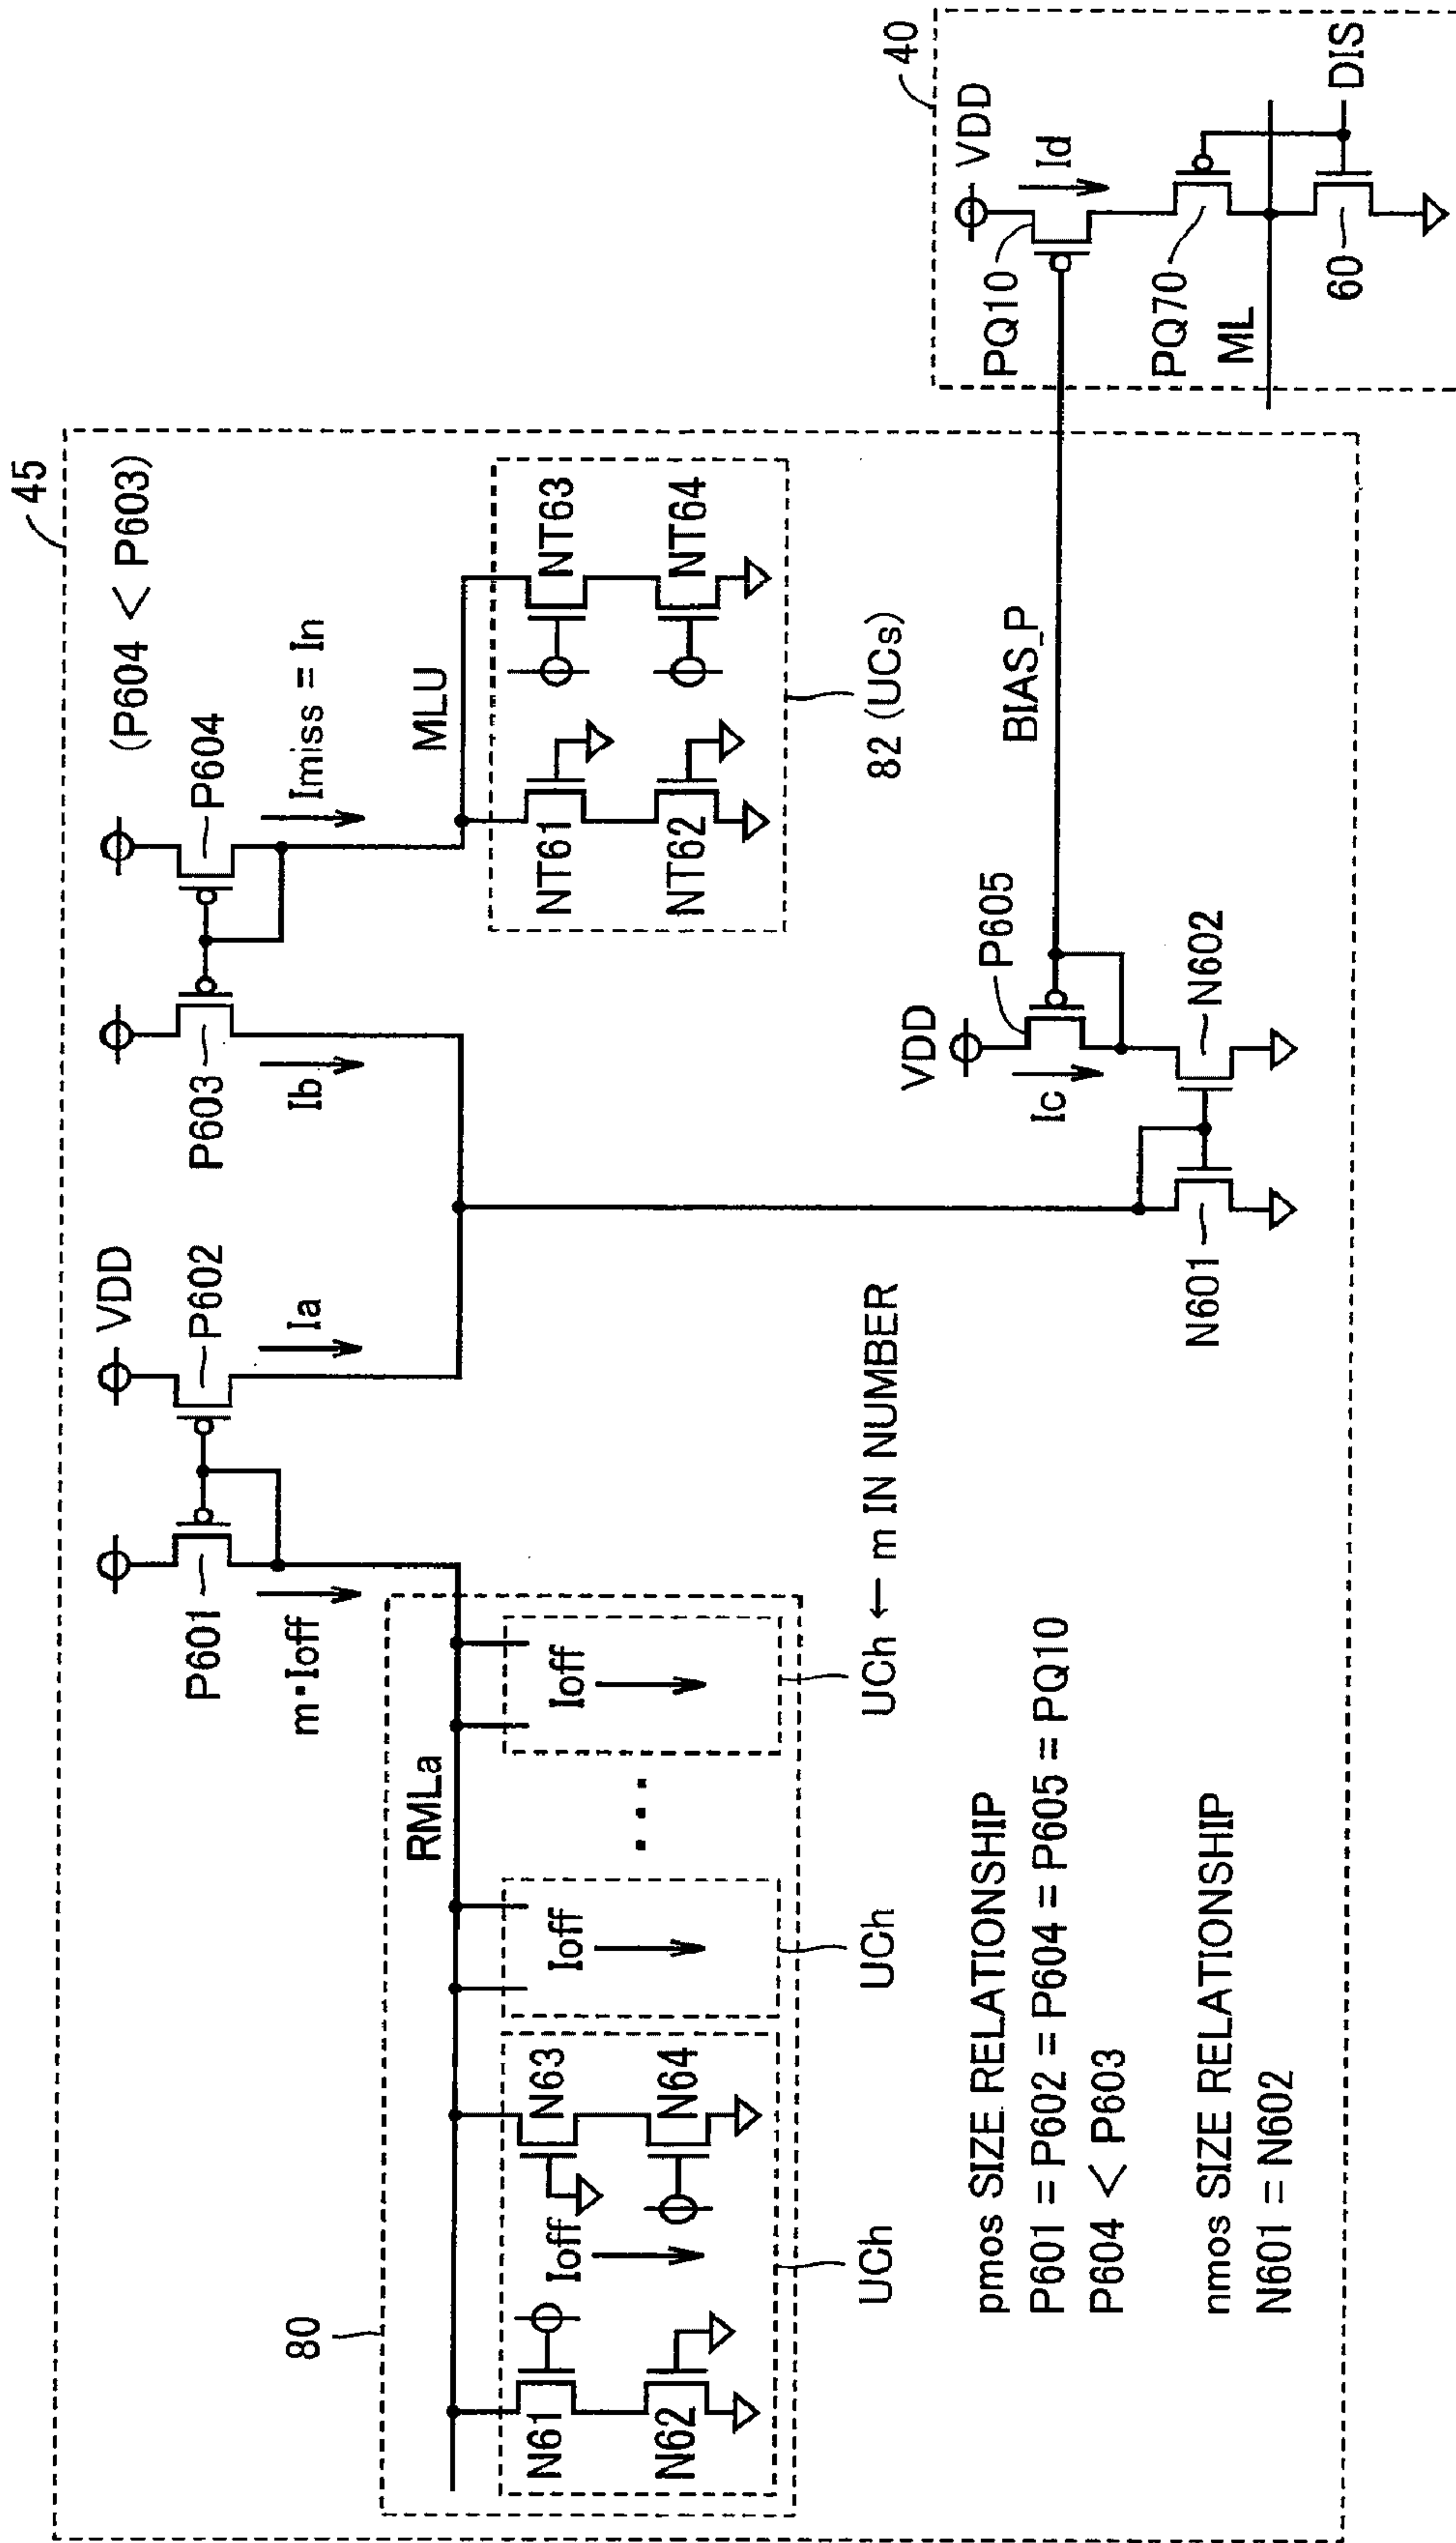 45
(P604 < P603)
VDD
P601
P602
P603
P604
m·Ioff
Ia
Ib
Imiss = In
80
RMLa
MLU
N61
N62
Ioff
N63
N64
Ioff
Ioff
NT61
NT62
NT63
NT64
UCh
UCh
UCh ← m IN NUMBER
82 (UCs)
VDD
P605
Ic
BIAS_P
N601
N602
pmos SIZE RELATIONSHIP
P601 = P602 = P604 = P605 = PQ10
P604 < P603
nmos SIZE RELATIONSHIP
N601 = N602
40
VDD
PQ10
Id
PQ70
ML
60
DIS